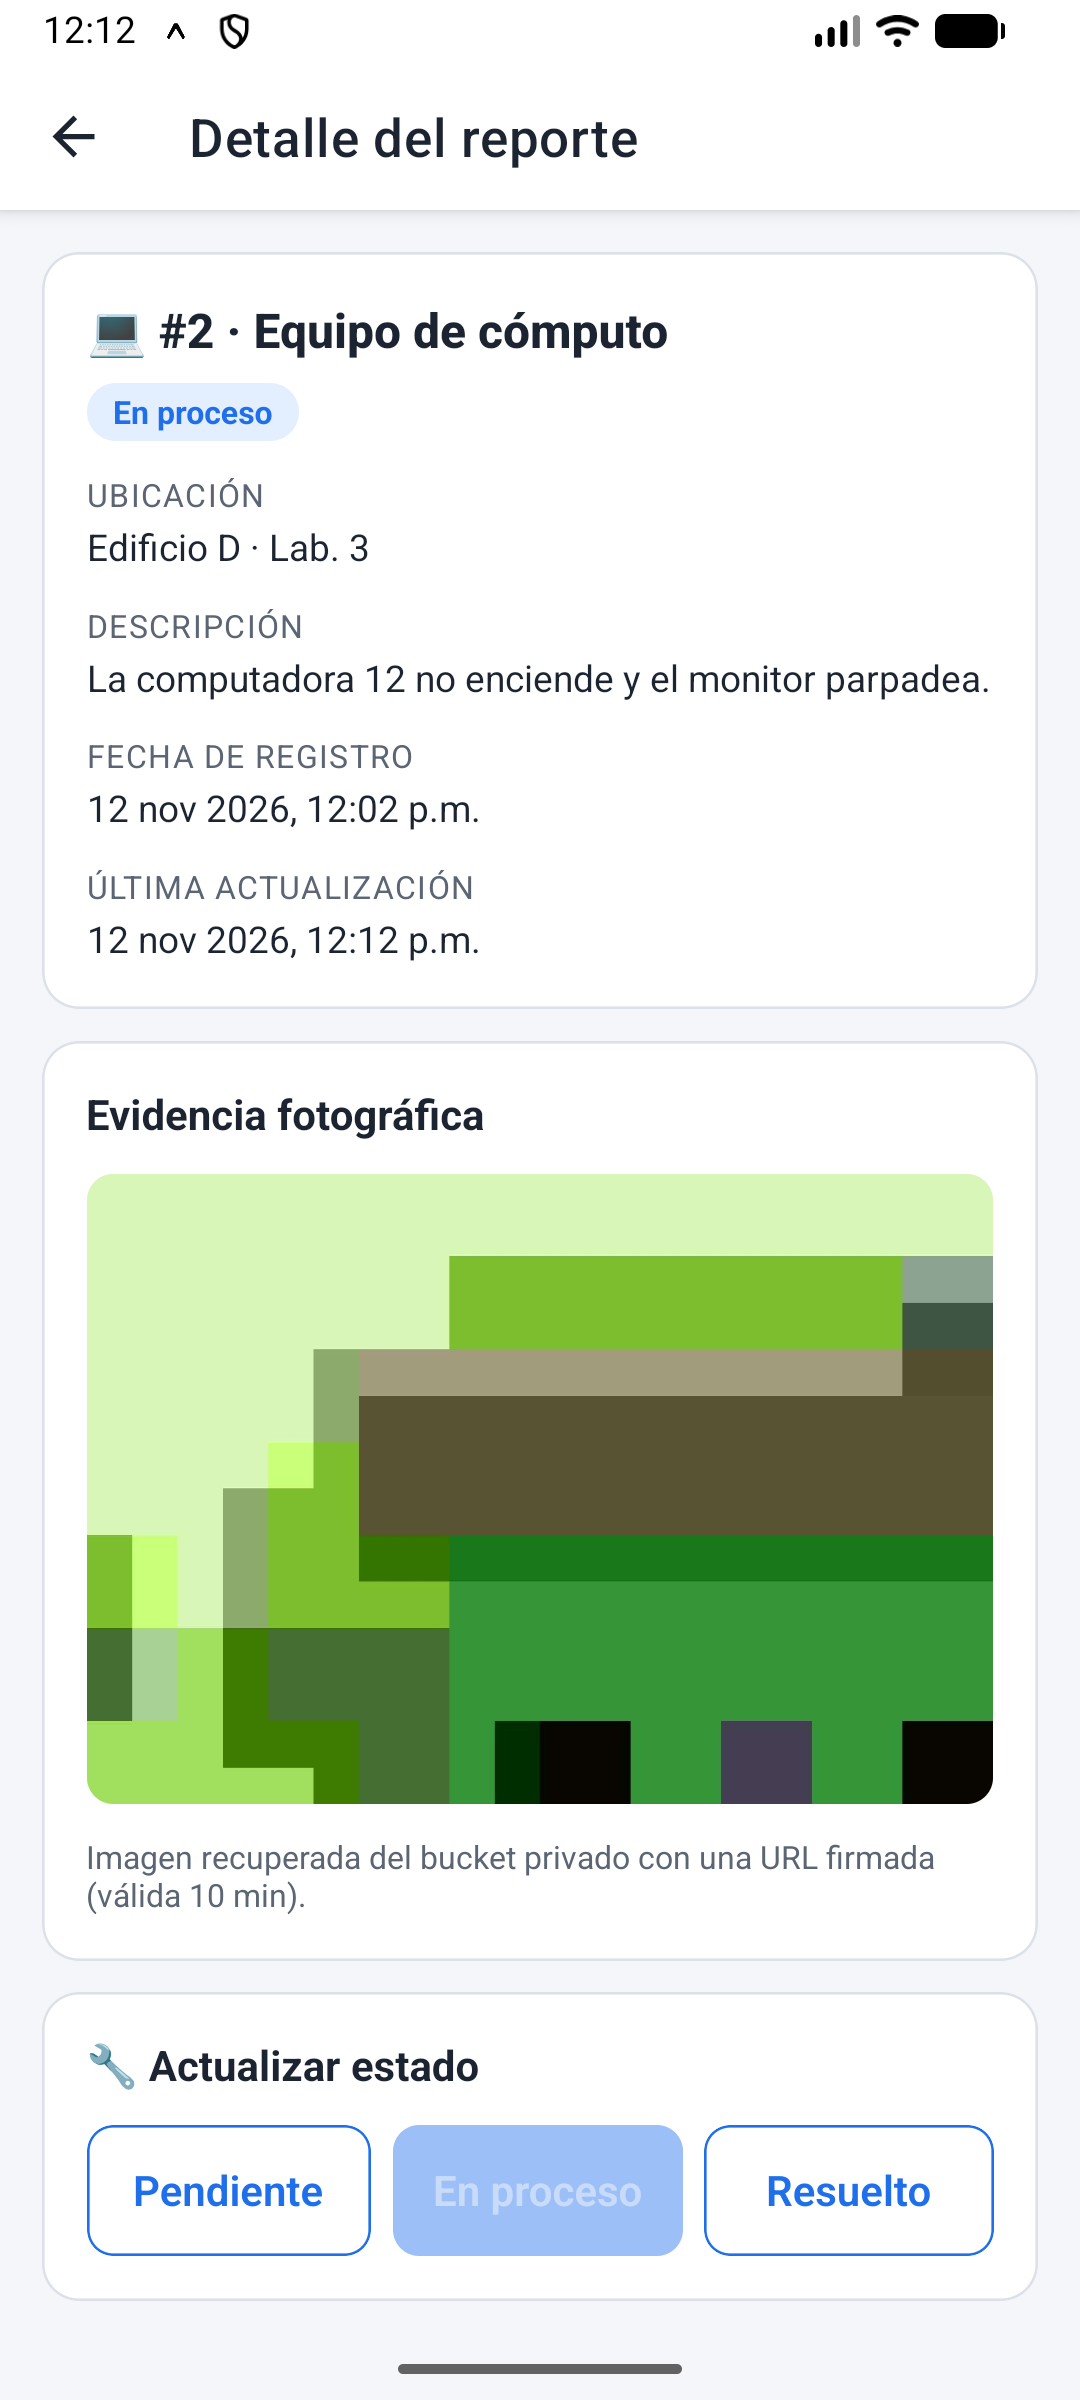 12:12
Detalle del reporte
💻 #2 · Equipo de cómputo
En proceso
UBICACIÓN
Edificio D · Lab. 3
DESCRIPCIÓN
La computadora 12 no enciende y el monitor parpadea.
FECHA DE REGISTRO
12 nov 2026, 12:02 p.m.
ÚLTIMA ACTUALIZACIÓN
12 nov 2026, 12:12 p.m.
Evidencia fotográfica
Imagen recuperada del bucket privado con una URL firmada
(válida 10 min).
🔧 Actualizar estado
Pendiente
En proceso
Resuelto